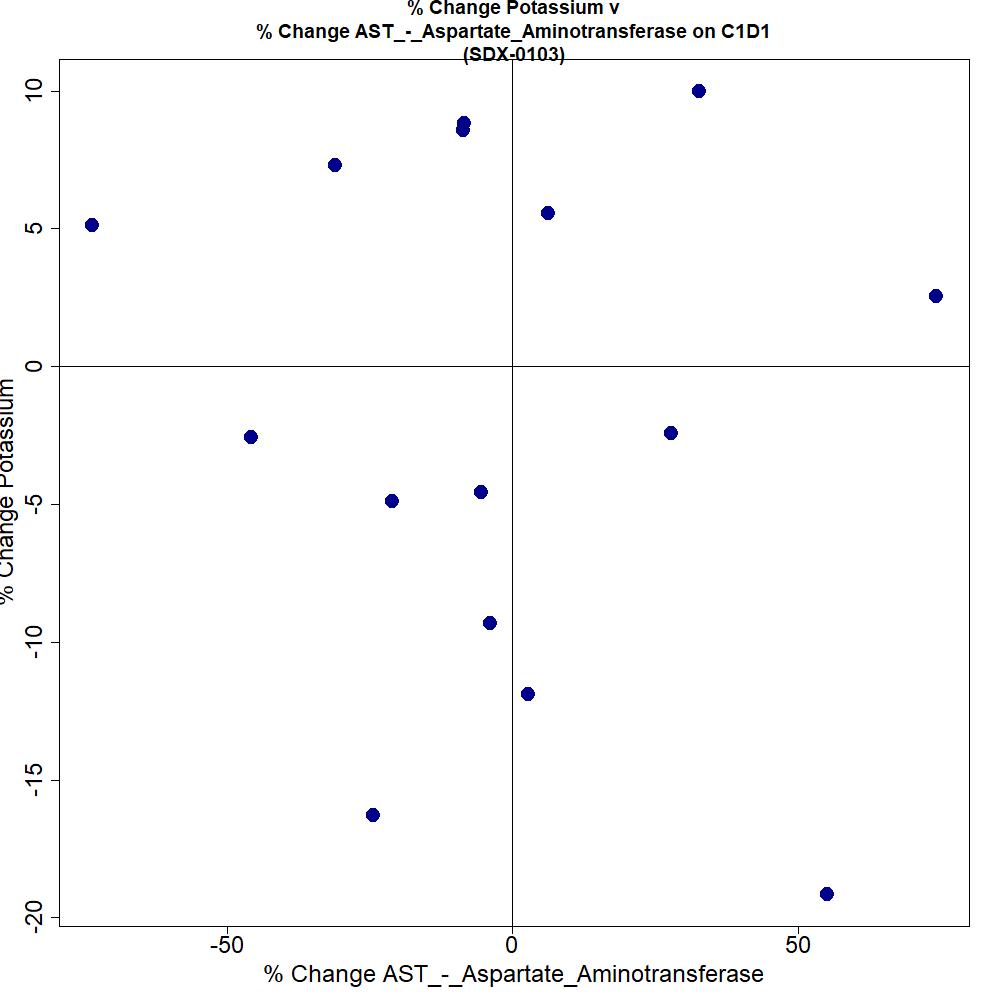 % Change Potassium v
% Change AST_-_Aspartate_Aminotransferase on C1D1
(SDX-0103)
10
5
0
-5
-10
-15
-20
% Change Potassium
-50
0
50
% Change AST_-_Aspartate_Aminotransferase